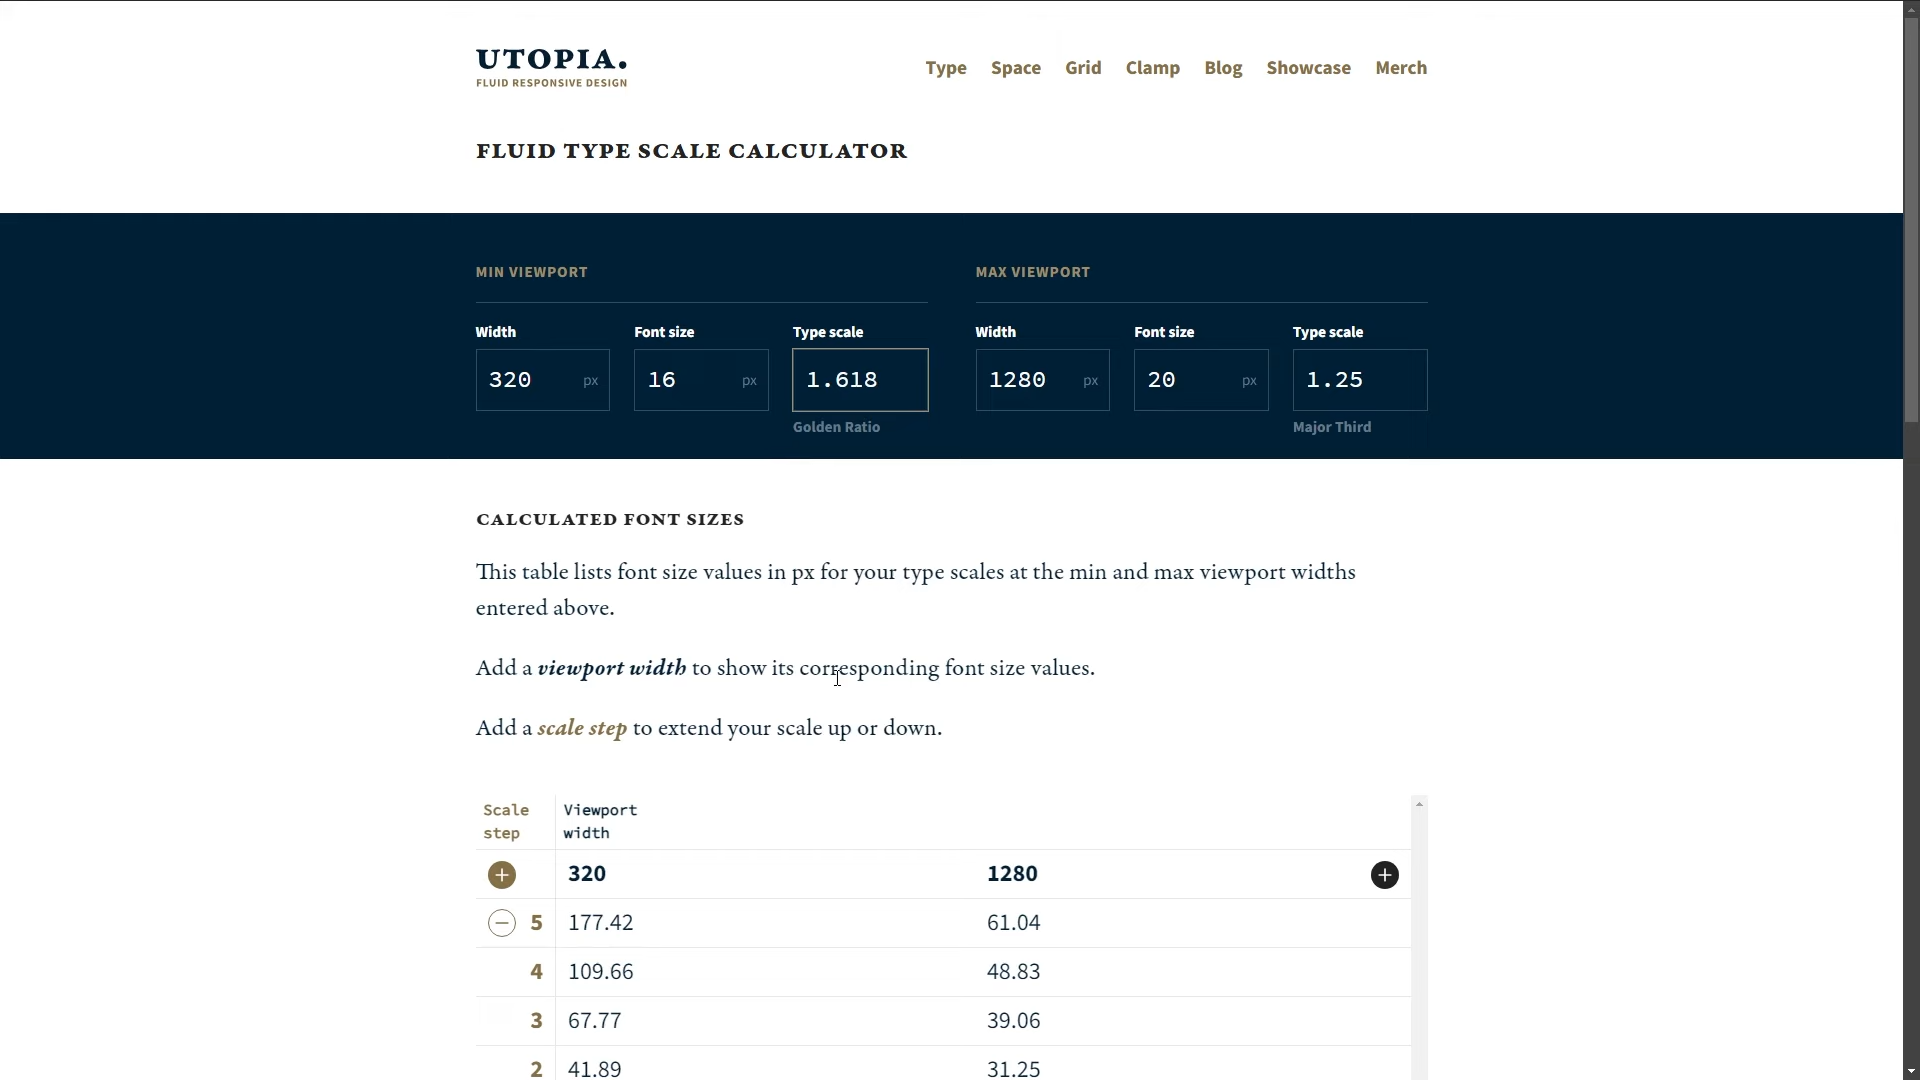 UTOPIA.
FLUID RESPONSIVE DESIGN
Type Space Grid Clamp Blog Showcase Merch
FLUID TYPE SCALE CALCULATOR
MIN VIEWPORT
Width Font size Type scale
320 px 16 px 1.618
Golden Ratio
MAX VIEWPORT
Width Font size Type scale
1280 px 20 px 1.25
Major Third
CALCULATED FONT SIZES
This table lists font size values in px for your type scales at the min and max viewport widths
entered above.
Add a viewport width to show its corresponding font size values.
Add a scale step to extend your scale up or down.
Scale Viewport
step width
+ 320 1280 +
5 177.42 61.04
4 109.66 48.83
3 67.77 39.06
2 41.89 31.25